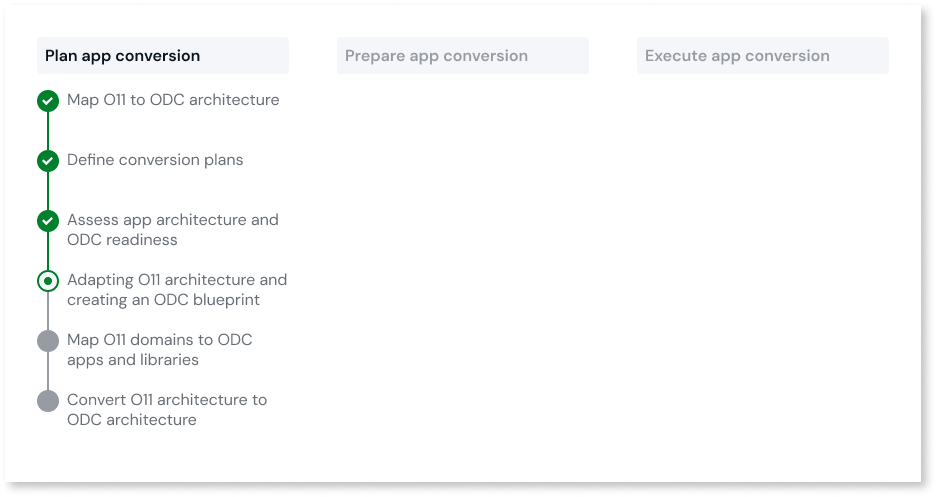 Plan app conversion
Prepare app conversion
Execute app conversion
Map O11 to ODC architecture
Define conversion plans
Assess app architecture and
ODC readiness
Adapting O11 architecture and
creating an ODC blueprint
Map O11 domains to ODC
apps and libraries
Convert O11 architecture to
ODC architecture